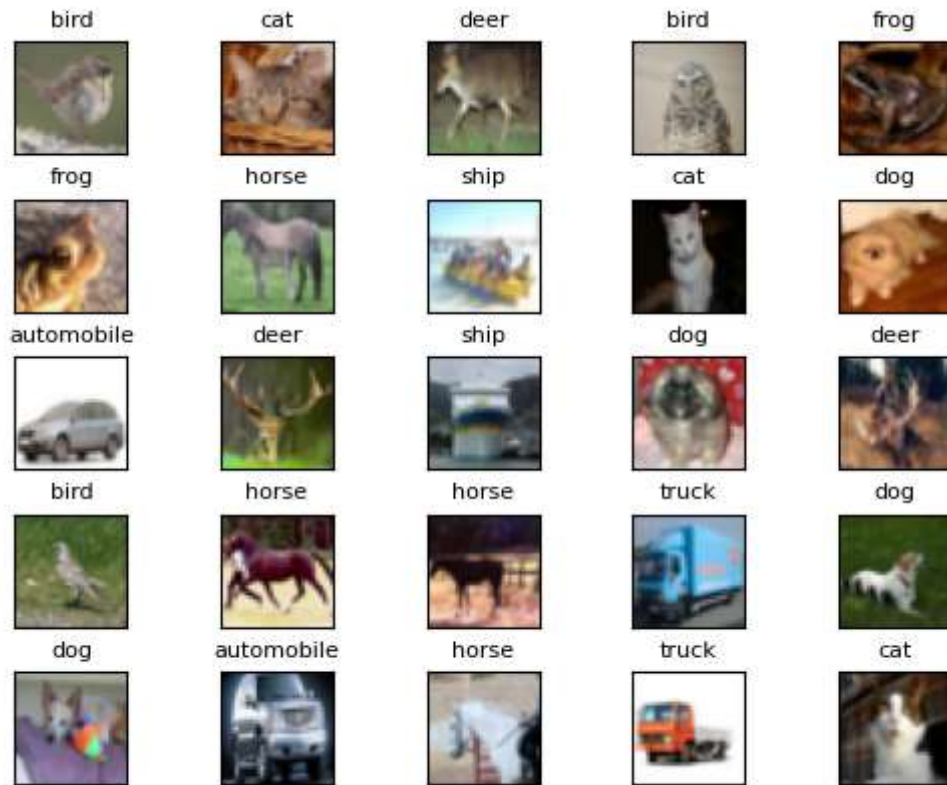 bird cat deer bird frog
frog horse ship cat dog
automobile deer ship dog deer
bird horse horse truck dog
dog automobile horse truck cat